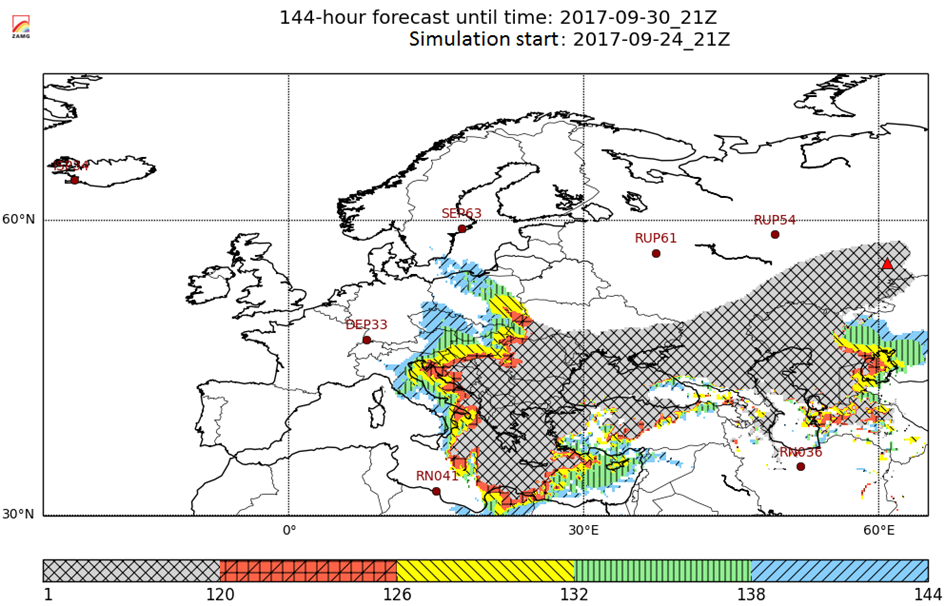 144-hour forecast until time: 2017-09-30_21Z
Simulation start: 2017-09-24_21Z
ZAMG
60°N
SEP63
RUP54
RUP61
DEP33
RN036
RN041
30°N
0°
30°E
60°E
1
120
126
132
138
144